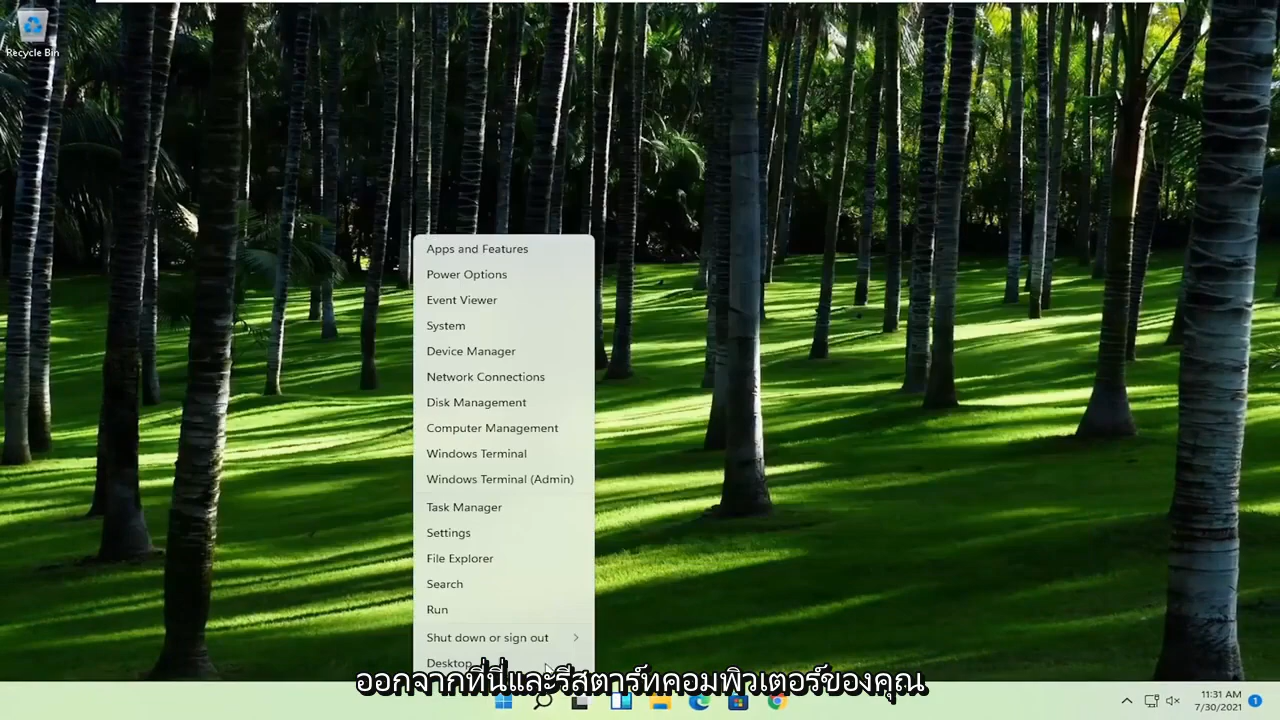 Recycle Bin
Apps and Features
Power Options
Event Viewer
System
Device Manager
Network Connections
Disk Management
Computer Management
Windows Terminal
Windows Terminal (Admin)
Task Manager
Settings
File Explorer
Search
Run
Shut down or sign out
Desktop
ออกจากที่นี่และรีสตาร์ทคอมพิวเตอร์ของคุณ
11:31 AM
7/30/2021
1